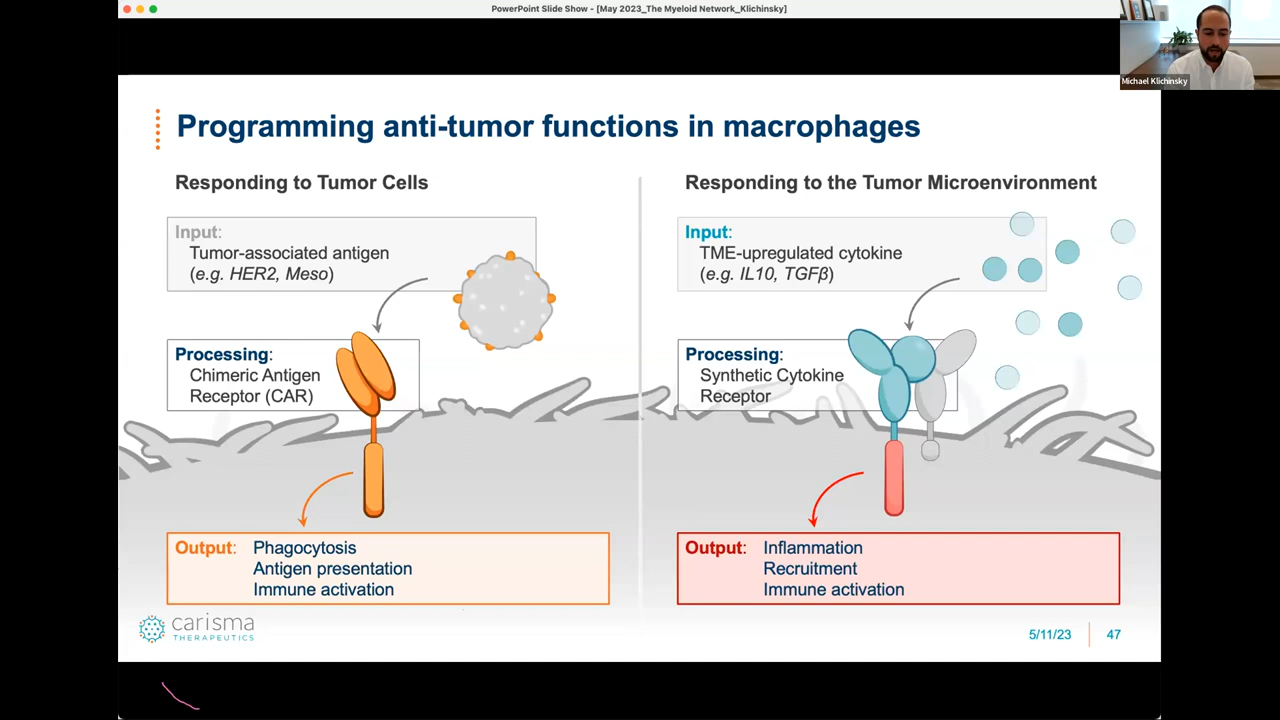 PowerPoint Slide Show - [May 2023_The Myeloid Network_Klichinsky]
Michael Klichinsky
Programming anti-tumor functions in macrophages
Responding to Tumor Cells
Input:
Tumor-associated antigen
(e.g. HER2, Meso)
Processing:
Chimeric Antigen
Receptor (CAR)
Output: Phagocytosis
Antigen presentation
Immune activation
Responding to the Tumor Microenvironment
Input:
TME-upregulated cytokine
(e.g. IL10, TGFβ)
Processing:
Synthetic Cytokine
Receptor
Output: Inflammation
Recruitment
Immune activation
carisma
THERAPEUTICS
5/11/23
47